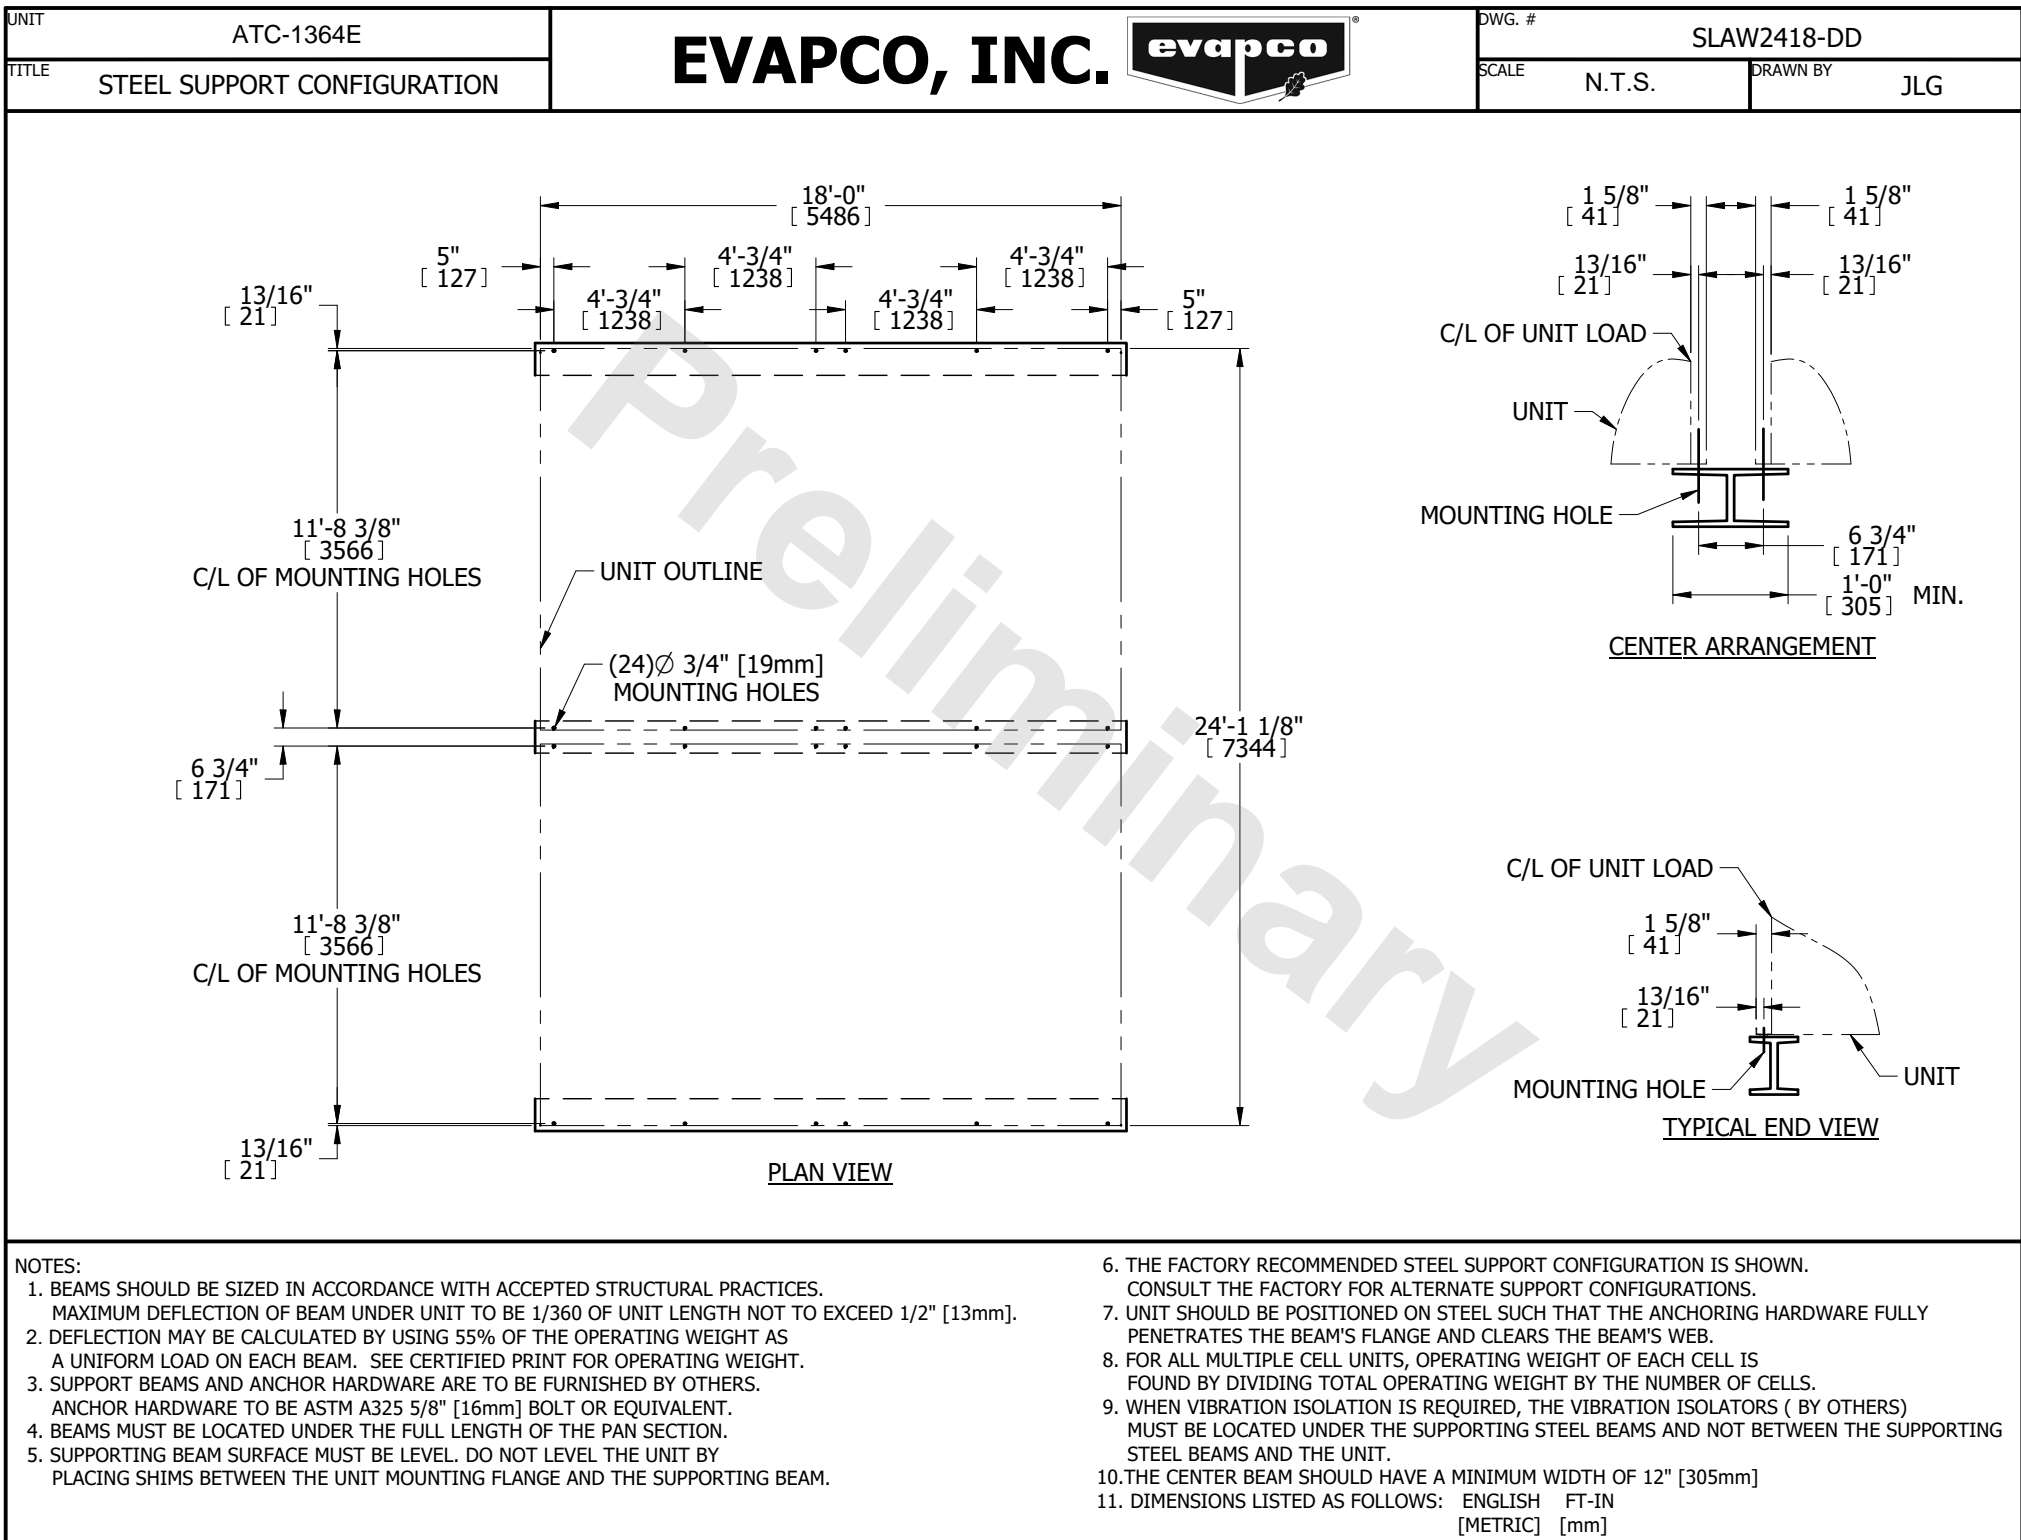 UNIT
ATC-1364E
TITLE
STEEL SUPPORT CONFIGURATION
EVAPCO, INC.
evapco
®
DWG. #
SLAW2418-DD
SCALE
N.T.S.
DRAWN BY
JLG
18'-0"
[ 5486 ]
5"
[ 127 ]
4'-3/4"
[ 1238 ]
4'-3/4"
[ 1238 ]
13/16"
[ 21 ]
4'-3/4"
[ 1238 ]
4'-3/4"
[ 1238 ]
5"
[ 127 ]
11'-8 3/8"
[ 3566 ]
C/L OF MOUNTING HOLES
UNIT OUTLINE
(24)Ø 3/4" [19mm]
MOUNTING HOLES
6 3/4"
[ 171 ]
24'-1 1/8"
[ 7344 ]
11'-8 3/8"
[ 3566 ]
C/L OF MOUNTING HOLES
13/16"
[ 21 ]
PLAN VIEW
Preliminary
1 5/8"
[ 41 ]
1 5/8"
[ 41 ]
13/16"
[ 21 ]
13/16"
[ 21 ]
C/L OF UNIT LOAD
UNIT
MOUNTING HOLE
6 3/4"
[ 171 ]
1'-0"
[ 305 ]
MIN.
CENTER ARRANGEMENT
C/L OF UNIT LOAD
1 5/8"
[ 41 ]
13/16"
[ 21 ]
MOUNTING HOLE
UNIT
TYPICAL END VIEW
NOTES:
1. BEAMS SHOULD BE SIZED IN ACCORDANCE WITH ACCEPTED STRUCTURAL PRACTICES.
MAXIMUM DEFLECTION OF BEAM UNDER UNIT TO BE 1/360 OF UNIT LENGTH NOT TO EXCEED 1/2" [13mm].
2. DEFLECTION MAY BE CALCULATED BY USING 55% OF THE OPERATING WEIGHT AS
A UNIFORM LOAD ON EACH BEAM. SEE CERTIFIED PRINT FOR OPERATING WEIGHT.
3. SUPPORT BEAMS AND ANCHOR HARDWARE ARE TO BE FURNISHED BY OTHERS.
ANCHOR HARDWARE TO BE ASTM A325 5/8" [16mm] BOLT OR EQUIVALENT.
4. BEAMS MUST BE LOCATED UNDER THE FULL LENGTH OF THE PAN SECTION.
5. SUPPORTING BEAM SURFACE MUST BE LEVEL. DO NOT LEVEL THE UNIT BY
PLACING SHIMS BETWEEN THE UNIT MOUNTING FLANGE AND THE SUPPORTING BEAM.
6. THE FACTORY RECOMMENDED STEEL SUPPORT CONFIGURATION IS SHOWN.
CONSULT THE FACTORY FOR ALTERNATE SUPPORT CONFIGURATIONS.
7. UNIT SHOULD BE POSITIONED ON STEEL SUCH THAT THE ANCHORING HARDWARE FULLY
PENETRATES THE BEAM'S FLANGE AND CLEARS THE BEAM'S WEB.
8. FOR ALL MULTIPLE CELL UNITS, OPERATING WEIGHT OF EACH CELL IS
FOUND BY DIVIDING TOTAL OPERATING WEIGHT BY THE NUMBER OF CELLS.
9. WHEN VIBRATION ISOLATION IS REQUIRED, THE VIBRATION ISOLATORS ( BY OTHERS)
MUST BE LOCATED UNDER THE SUPPORTING STEEL BEAMS AND NOT BETWEEN THE SUPPORTING
STEEL BEAMS AND THE UNIT.
10.THE CENTER BEAM SHOULD HAVE A MINIMUM WIDTH OF 12" [305mm]
11. DIMENSIONS LISTED AS FOLLOWS: ENGLISH FT-IN
[METRIC] [mm]